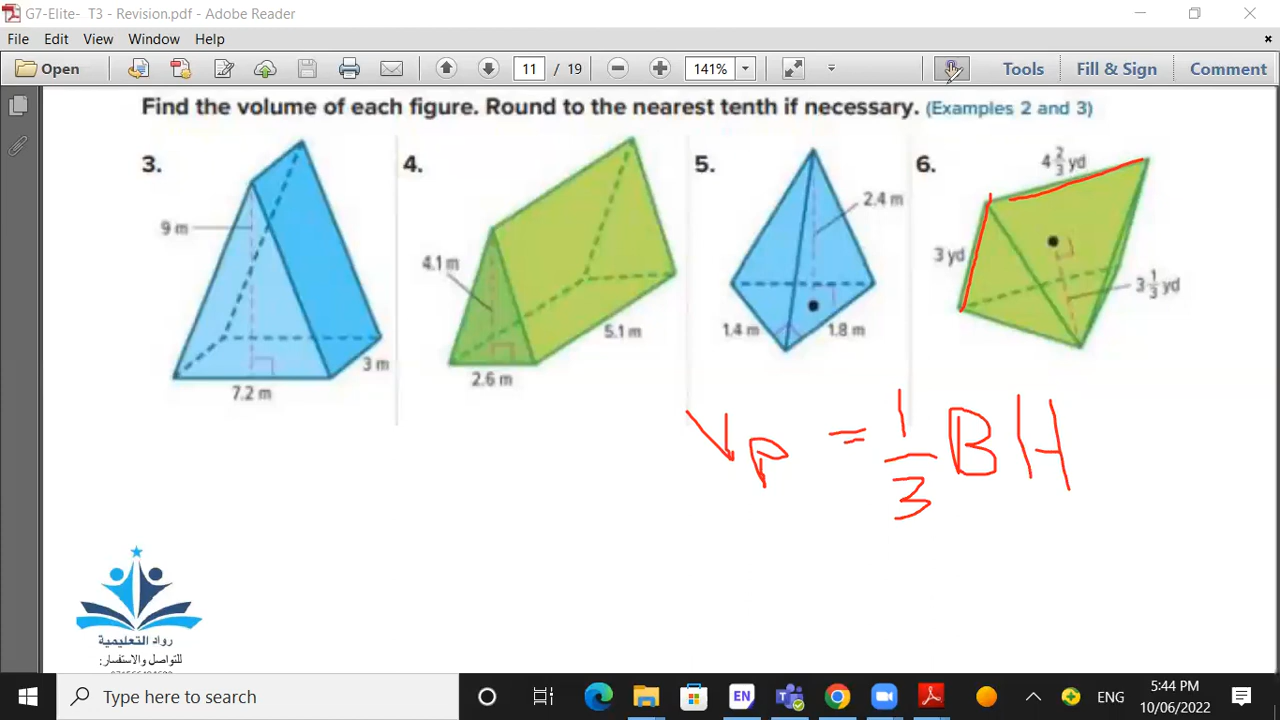 G7-Elite- T3 - Revision.pdf - Adobe Reader
File Edit View Window Help
Open 11 / 19 141% Tools Fill & Sign Comment
Find the volume of each figure. Round to the nearest tenth if necessary. (Examples 2 and 3)
3.
9 m
7.2 m
3 m
4.
4.1 m
2.6 m
5.1 m
5.
2.4 m
1.4 m
1.8 m
6.
4 2/3 yd
3 yd
3 1/3 yd
VP = 1/3 BH
رواد التعليمية
للتواصل والاستفسار:
Type here to search
EN
ENG
5:44 PM
10/06/2022